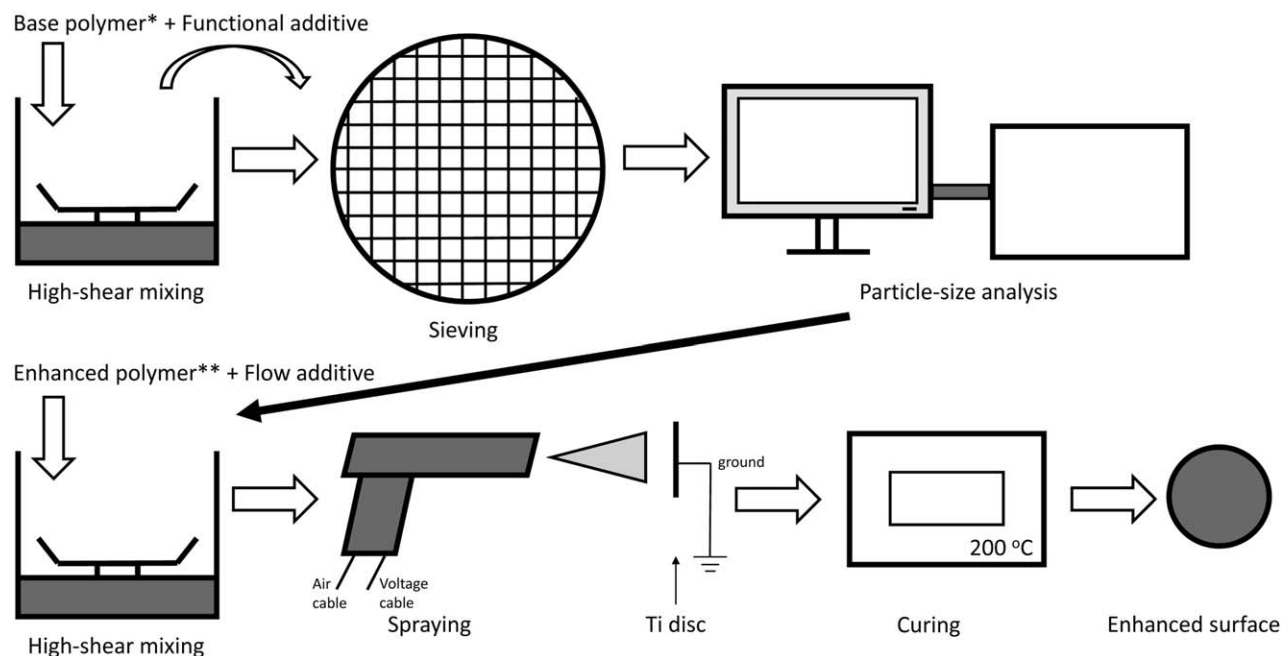 Base polymer* + Functional additive
High-shear mixing
Sieving
Particle-size analysis
Enhanced polymer** + Flow additive
ground
200 °C
Air
cable
Voltage
cable
High-shear mixing
Spraying
Ti disc
Curing
Enhanced surface